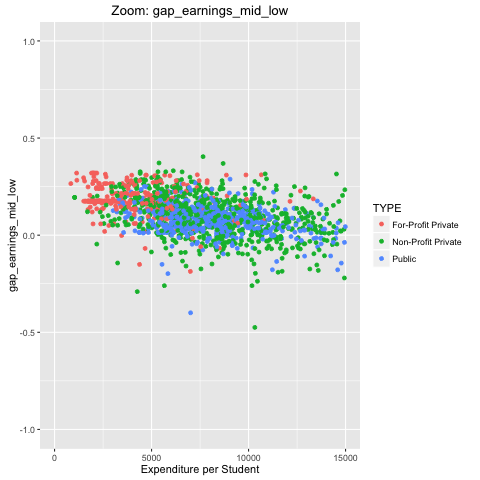 Zoom: gap_earnings_mid_low
1.0
0.5
0.0
-0.5
-1.0
gap_earnings_mid_low
0
5000
10000
15000
Expenditure per Student
TYPE
For-Profit Private
Non-Profit Private
Public